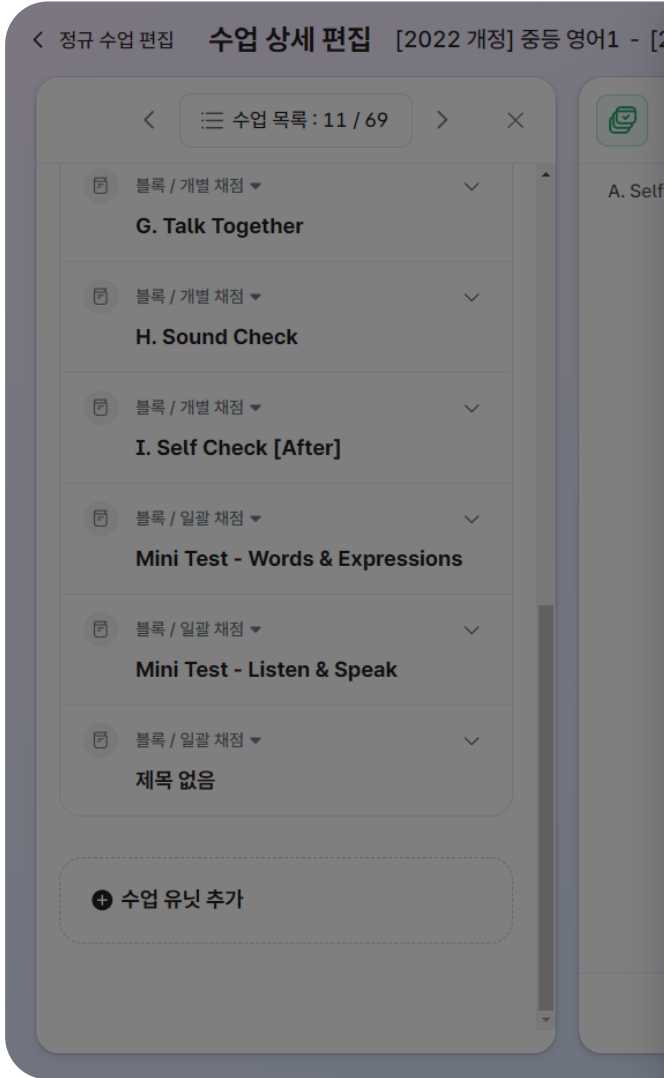 정규 수업 편집 수업 상세 편집 [2022 개정] 중등 영어1 - [2
수업 목록 : 11 / 69
블록 / 개별 채점
G. Talk Together
블록 / 개별 채점
H. Sound Check
블록 / 개별 채점
I. Self Check [After]
블록 / 일괄 채점
Mini Test - Words & Expressions
블록 / 일괄 채점
Mini Test - Listen & Speak
블록 / 일괄 채점
제목 없음
수업 유닛 추가
A. Self